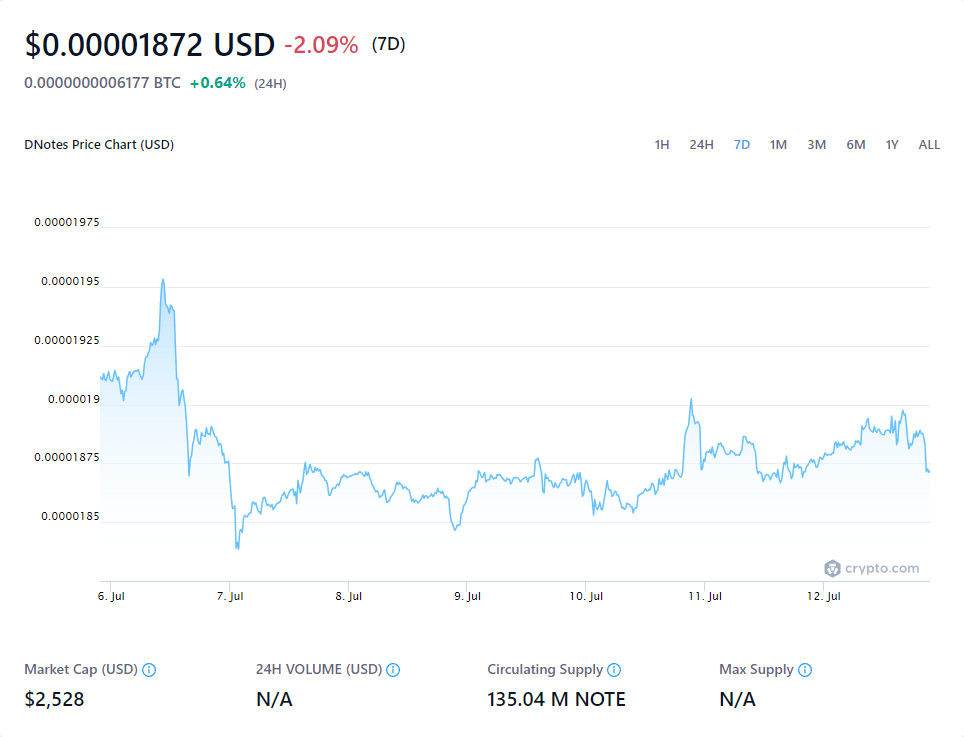 $0.00001872 USD -2.09% (7D)
0.0000000006177 BTC +0.64% (24H)
DNotes Price Chart (USD) 1H 24H 7D 1M 3M 6M 1Y ALL
0.00001975
0.0000195
0.00001925
0.000019
0.00001875
0.0000185
crypto.com
6. Jul 7. Jul 8. Jul 9. Jul 10. Jul 11. Jul 12. Jul
Market Cap (USD) 24H VOLUME (USD) Circulating Supply Max Supply
$2,528 N/A 135.04 M NOTE N/A